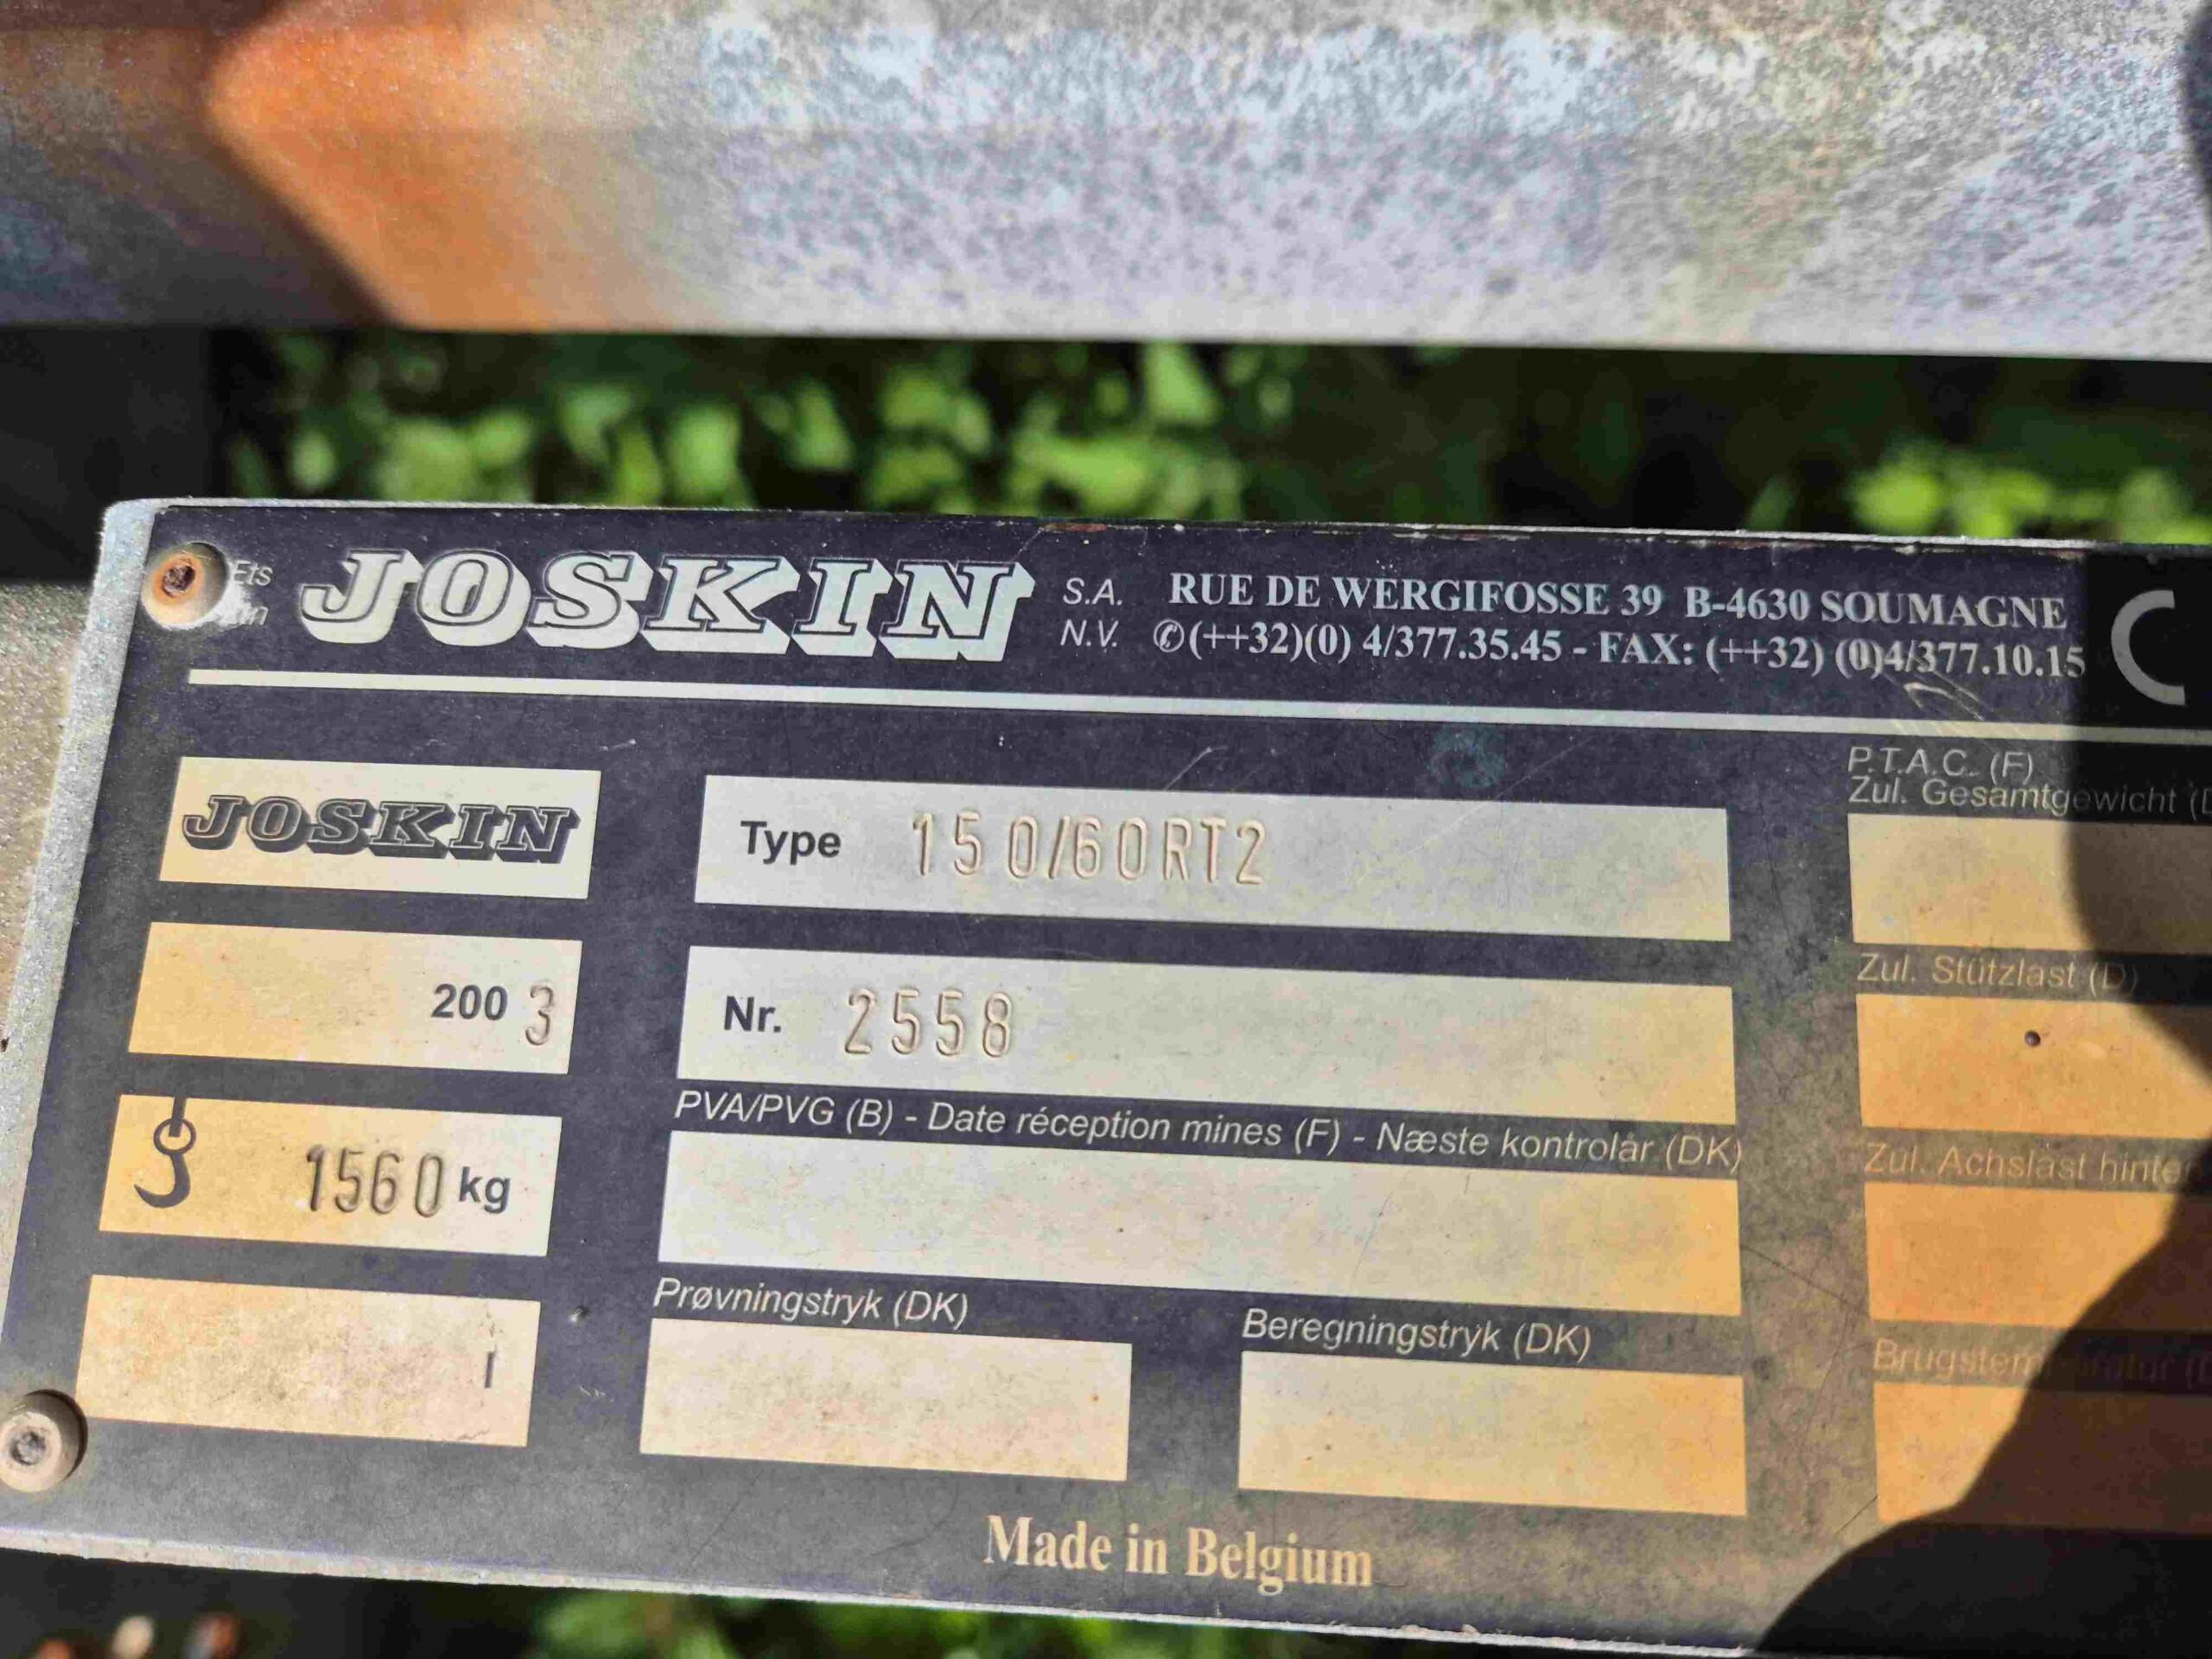 Ets JOSKIN S.A. RUE DE WERGIFOSSE 39 B-4630 SOUMAGNE
N.V. ✆(++32)(0) 4/377.35.45 - FAX: (++32) (0)4/377.10.15
C
JOSKIN
Type 150/60RT2
P.T.A.C. (F)
Zul. Gesamtgewicht
2003
Nr. 2558
Zul. Stützlast (D)
1560 kg
PVA/PVG (B) - Date réception mines (F) - Næste kontrolår (DK)
Zul. Achslast
l
Prøvningstryk (DK)
Beregningstryk (DK)
Made in Belgium